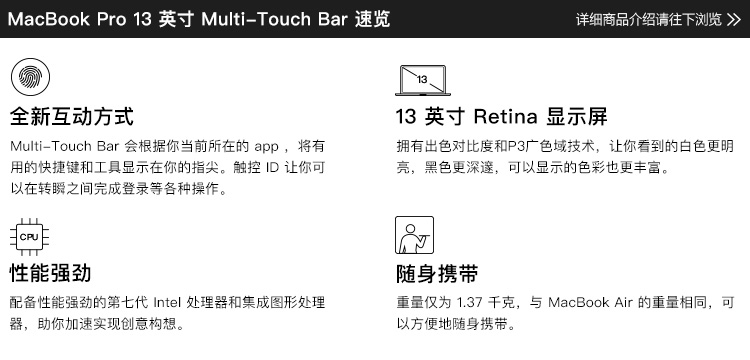 MacBook Pro 13 英寸 Multi-Touch Bar 速览
详细商品介绍请往下浏览 >>
全新互动方式
Multi-Touch Bar 会根据你当前所在的 app ，将有
用的快捷键和工具显示在你的指尖。触控 ID 让你可
以在转瞬之间完成登录等各种操作。
13
13 英寸 Retina 显示屏
拥有出色对比度和P3广色域技术，让你看到的白色更明
亮，黑色更深邃，可以显示的色彩也更丰富。
CPU
性能强劲
配备性能强劲的第七代 Intel 处理器和集成图形处理
器，助你加速实现创意构想。
随身携带
重量仅为 1.37 千克，与 MacBook Air 的重量相同，可
以方便地随身携带。